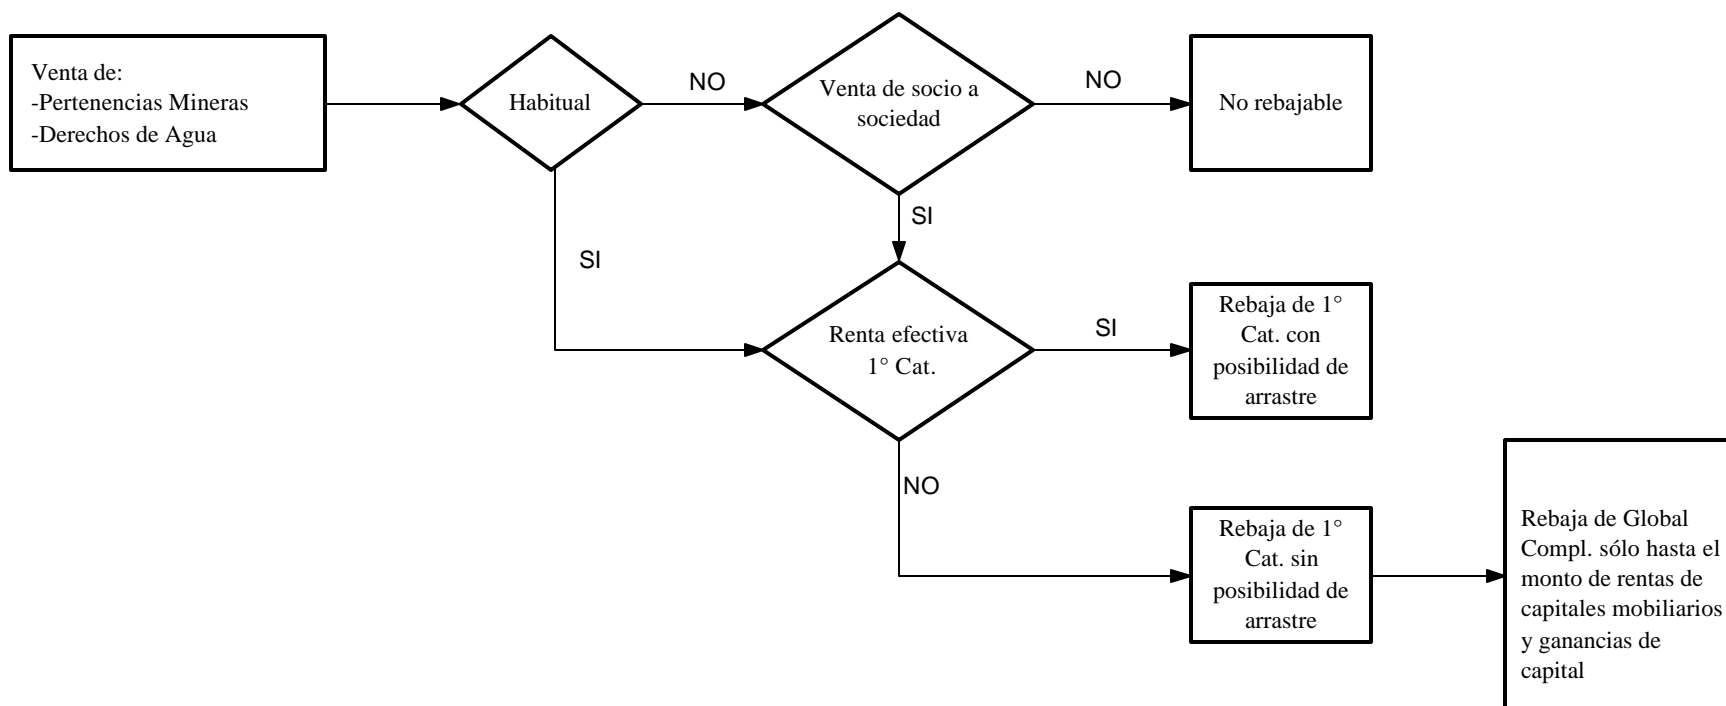 Venta de:
-Pertenencias Mineras
-Derechos de Agua
Habitual
NO
Venta de socio a
sociedad
NO
No rebajable
SI
SI
Renta efectiva
1° Cat.
SI
Rebaja de 1°
Cat. con
posibilidad de
arrastre
NO
Rebaja de 1°
Cat. sin
posibilidad de
arrastre
Rebaja de Global
Compl. sólo hasta el
monto de rentas de
capitales mobiliarios
y ganancias de
capital